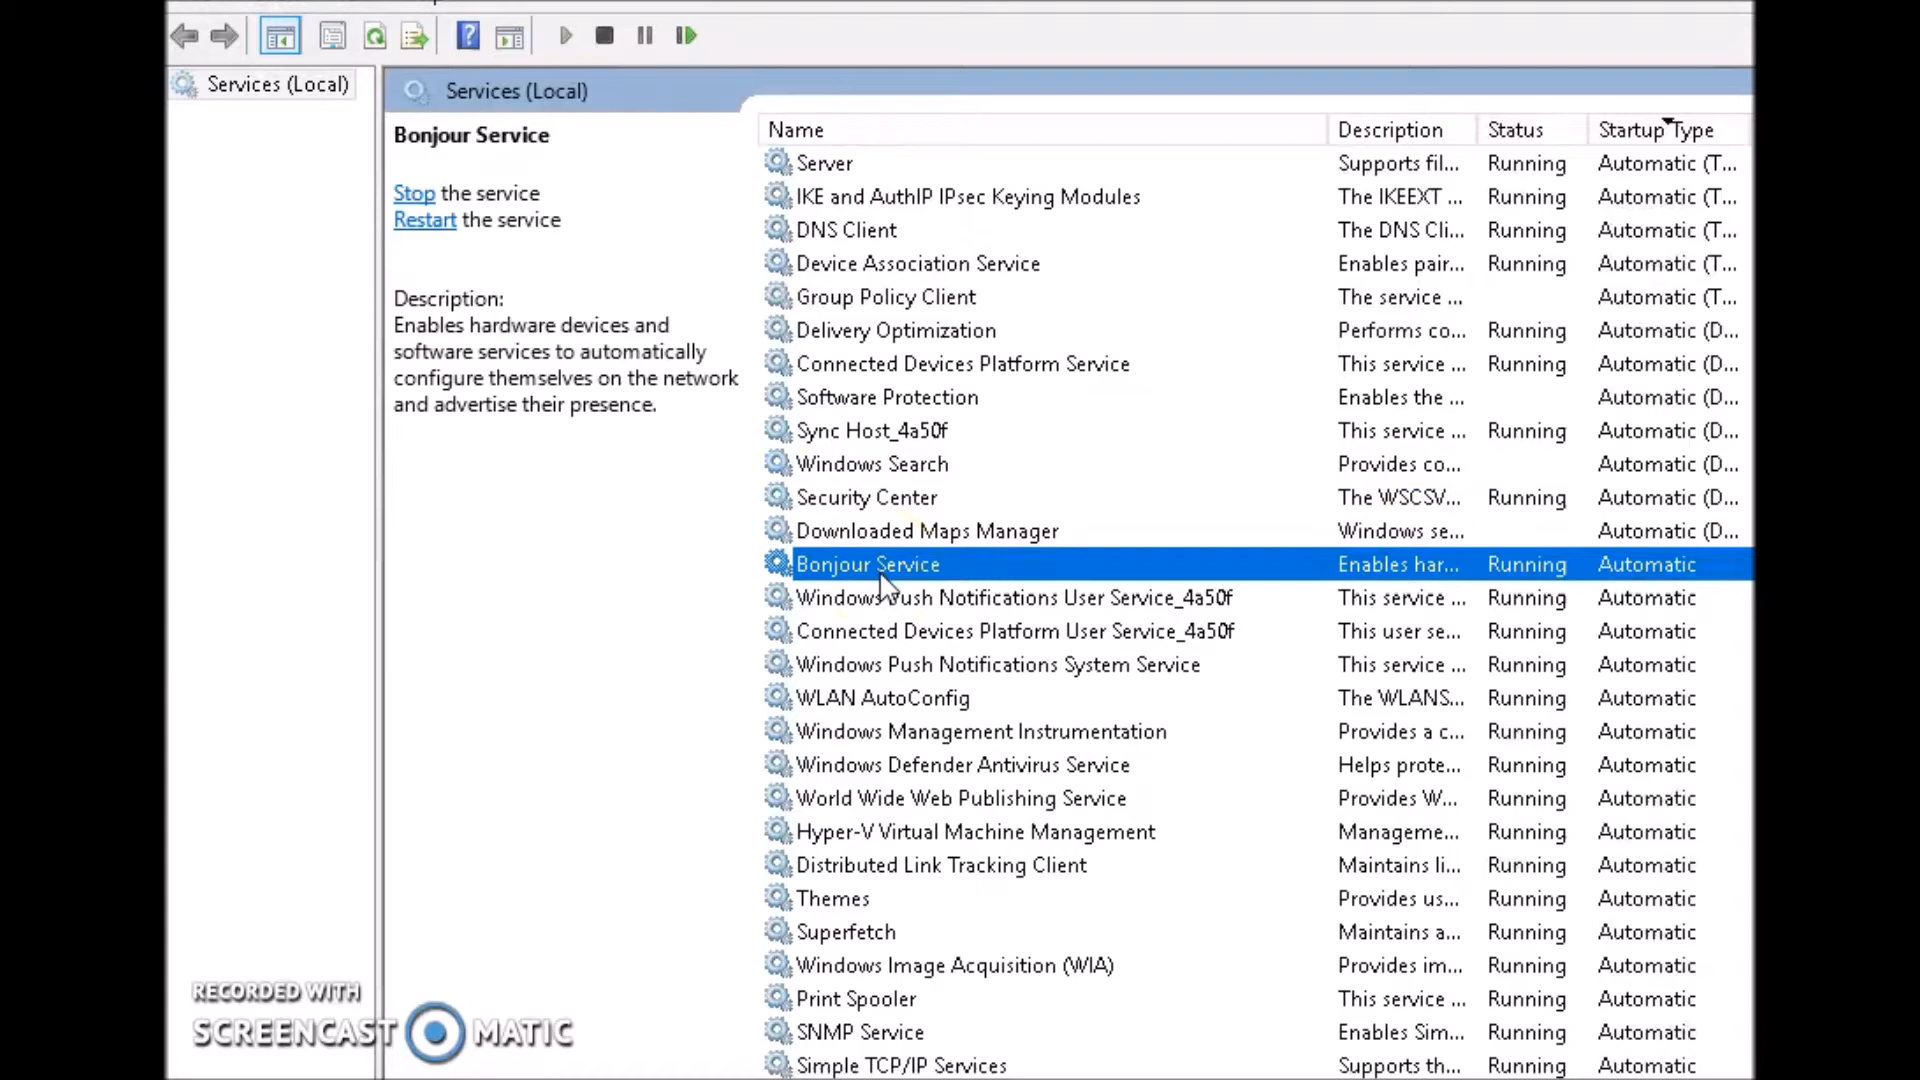 Services (Local)
Services (Local)
Bonjour Service
Stop the service
Restart the service
Description:
Enables hardware devices and
software services to automatically
configure themselves on the network
and advertise their presence.
Name Description Status Startup Type
Server Supports fil... Running Automatic (T...
IKE and AuthIP IPsec Keying Modules The IKEEXT ... Running Automatic (T...
DNS Client The DNS Cli... Running Automatic (T...
Device Association Service Enables pair... Running Automatic (T...
Group Policy Client The service ... Automatic (T...
Delivery Optimization Performs co... Running Automatic (D...
Connected Devices Platform Service This service ... Running Automatic (D...
Software Protection Enables the ... Automatic (D...
Sync Host_4a50f This service ... Running Automatic (D...
Windows Search Provides co... Automatic (D...
Security Center The WSCSV... Running Automatic (D...
Downloaded Maps Manager Windows se... Automatic (D...
Bonjour Service Enables har... Running Automatic
Windows Push Notifications User Service_4a50f This service ... Running Automatic
Connected Devices Platform User Service_4a50f This user se... Running Automatic
Windows Push Notifications System Service This service ... Running Automatic
WLAN AutoConfig The WLANS... Running Automatic
Windows Management Instrumentation Provides a c... Running Automatic
Windows Defender Antivirus Service Helps prote... Running Automatic
World Wide Web Publishing Service Provides W... Running Automatic
Hyper-V Virtual Machine Management Manageme... Running Automatic
Distributed Link Tracking Client Maintains li... Running Automatic
Themes Provides us... Running Automatic
Superfetch Maintains a... Running Automatic
Windows Image Acquisition (WIA) Provides im... Running Automatic
Print Spooler This service ... Running Automatic
SNMP Service Enables Sim... Running Automatic
Simple TCP/IP Services Supports th... Running Automatic
RECORDED WITH
SCREENCAST MATIC